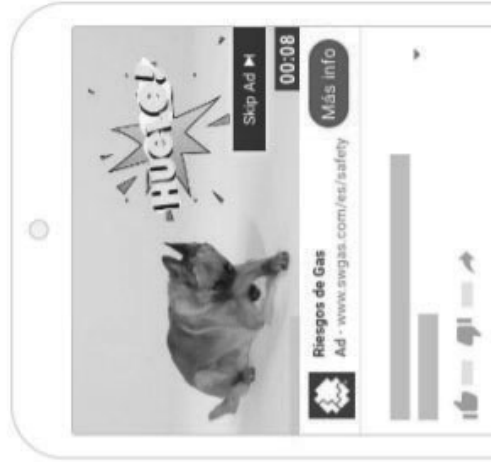 ¡HUELE!
Skip Ad
00:08
Riesgos de Gas
Ad · www.swgas.com/es/safety
Más info